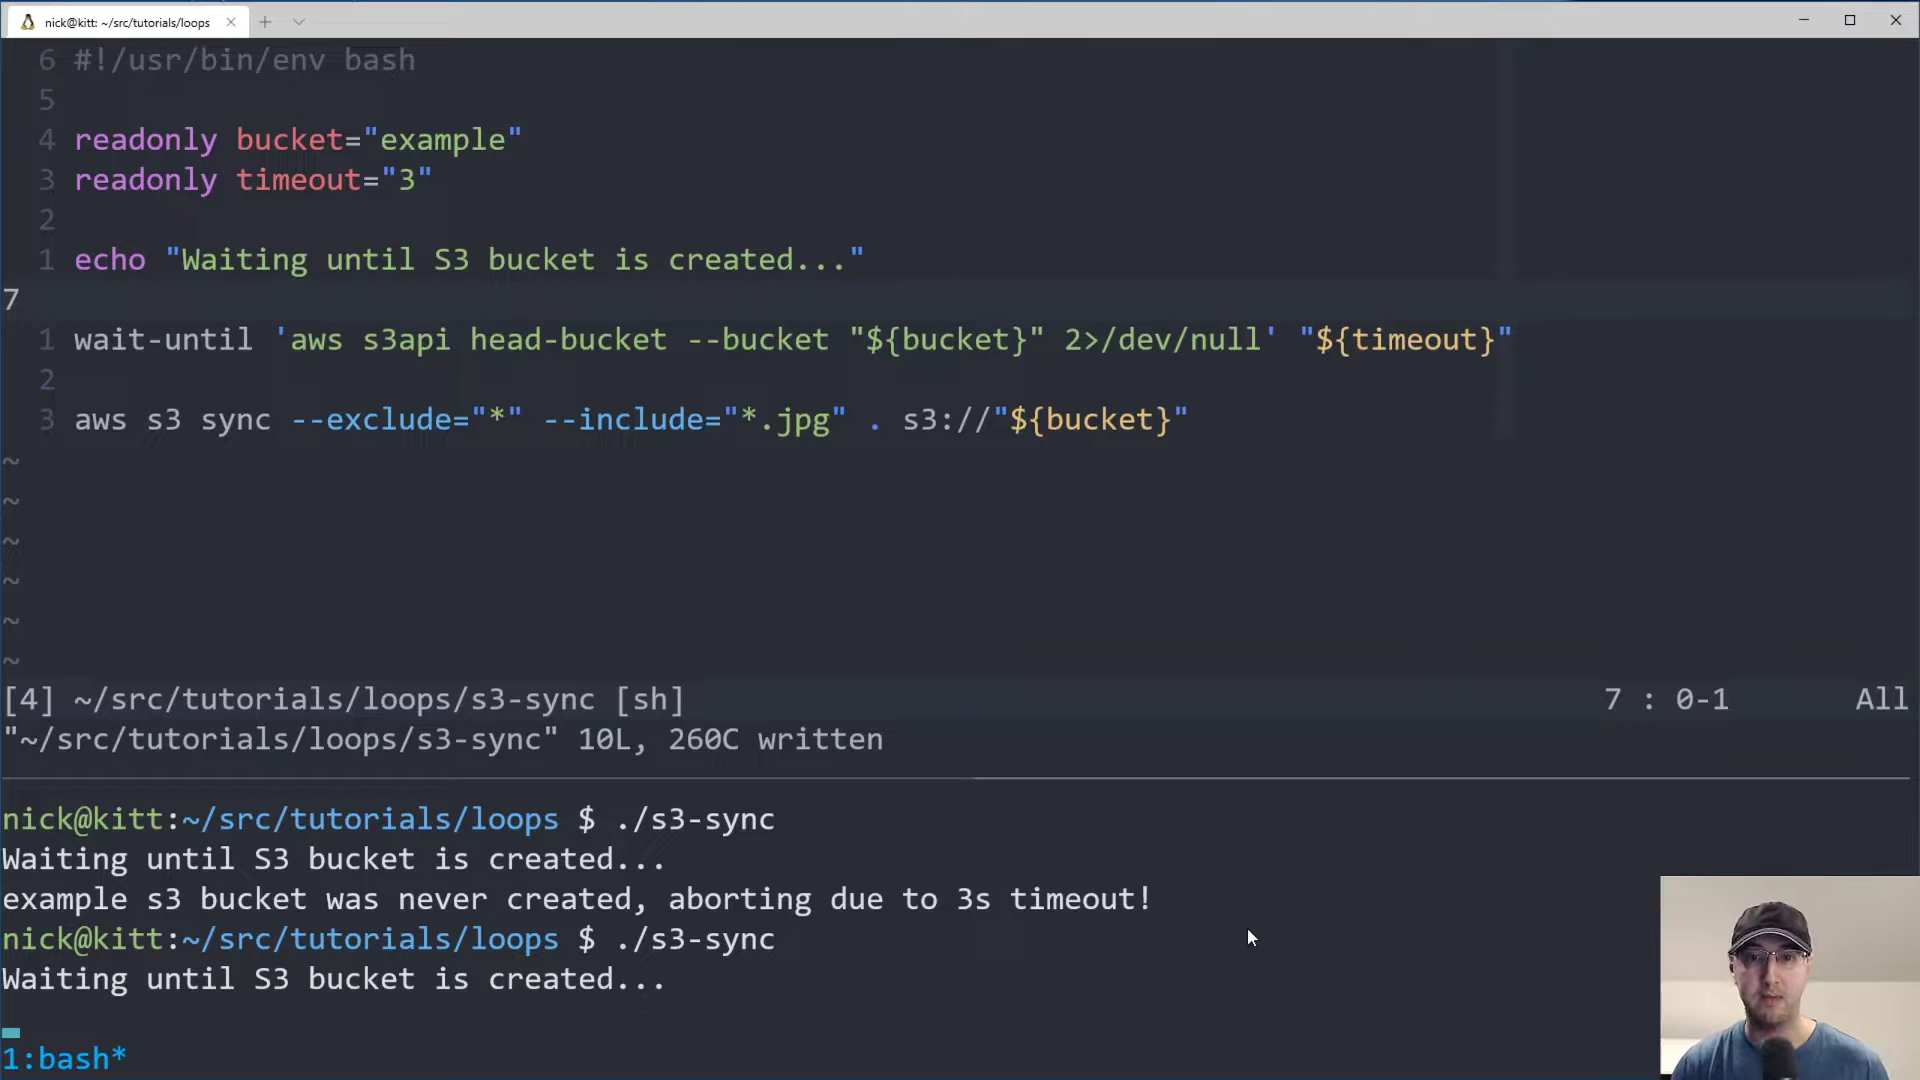 nick@kitt: ~/src/tutorials/loops
6 #!/usr/bin/env bash
5
4 readonly bucket="example"
3 readonly timeout="3"
2
1 echo "Waiting until S3 bucket is created..."
7
1 wait-until 'aws s3api head-bucket --bucket "${bucket}" 2>/dev/null' "${timeout}"
2
3 aws s3 sync --exclude="*" --include="*.jpg" . s3://"${bucket}"
~
~
~
~
~
~
[4] ~/src/tutorials/loops/s3-sync [sh] 7 : 0-1 All
"~/src/tutorials/loops/s3-sync" 10L, 260C written
nick@kitt:~/src/tutorials/loops $ ./s3-sync
Waiting until S3 bucket is created...
example s3 bucket was never created, aborting due to 3s timeout!
nick@kitt:~/src/tutorials/loops $ ./s3-sync
Waiting until S3 bucket is created...
1:bash*